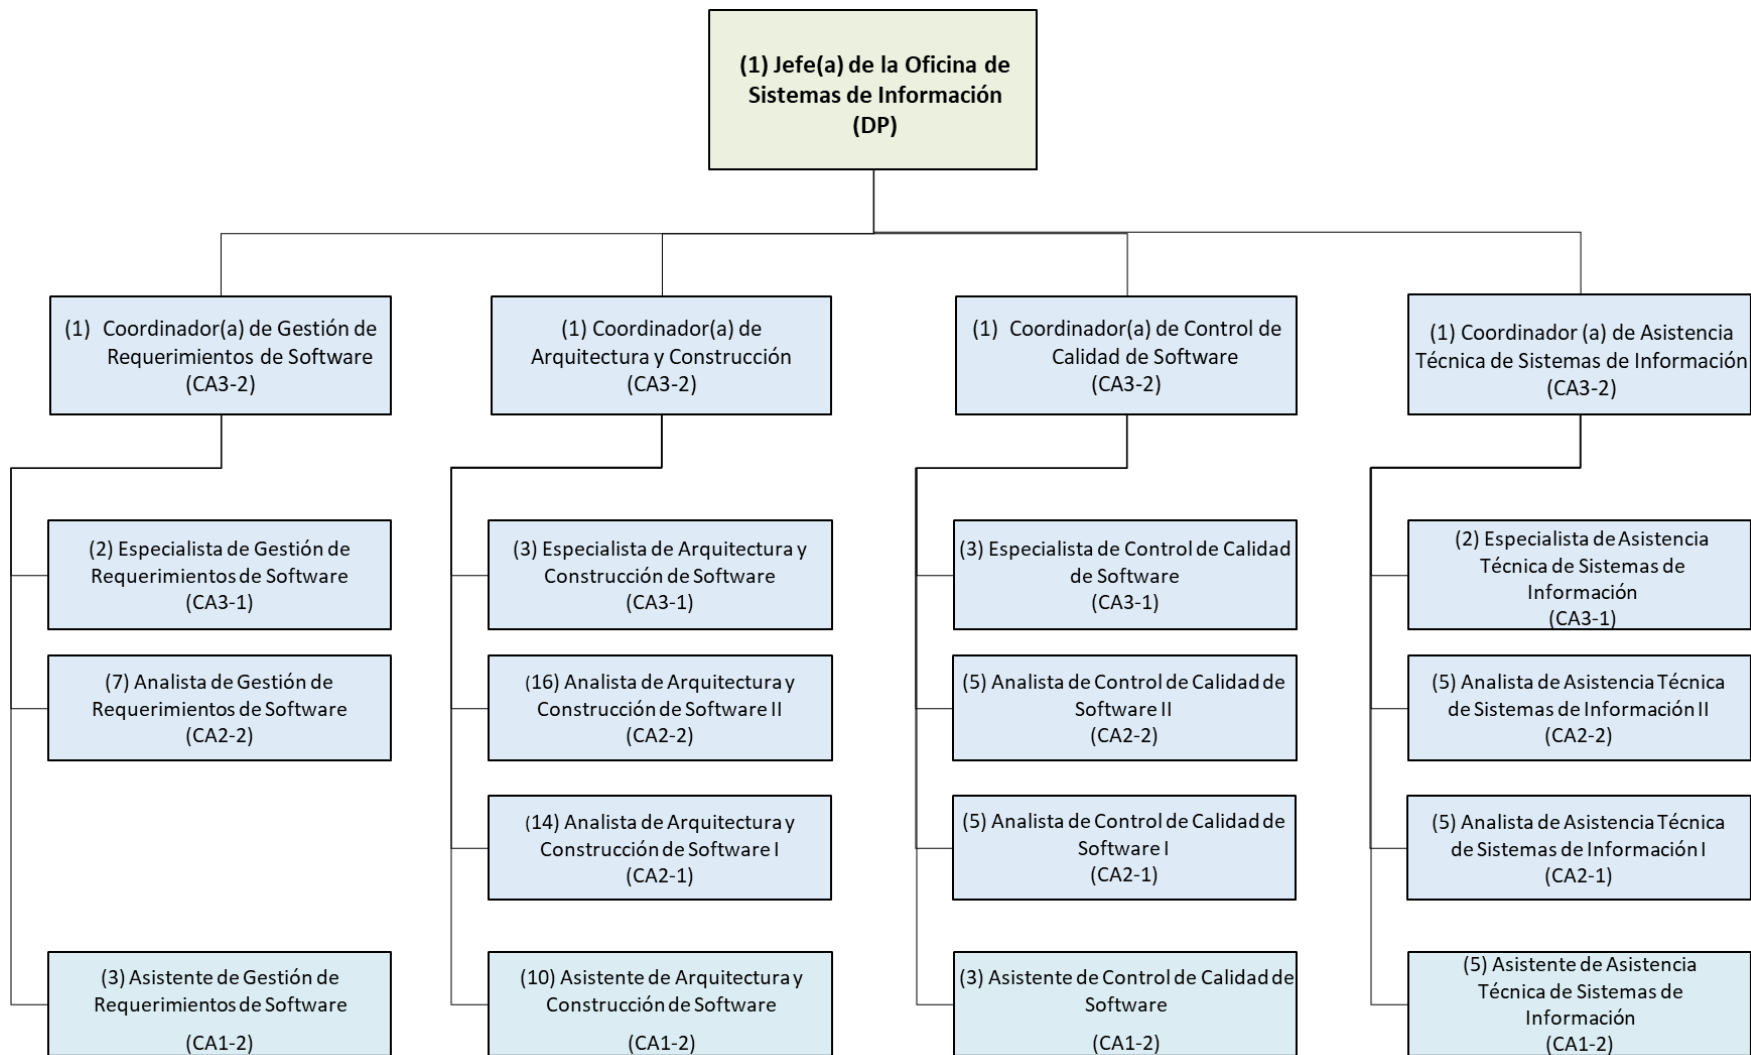 (1) Jefe(a) de la Oficina de
Sistemas de Información
(DP)
(1) Coordinador(a) de Gestión de
Requerimientos de Software
(CA3-2)
(1) Coordinador(a) de
Arquitectura y Construcción
(CA3-2)
(1) Coordinador(a) de Control de
Calidad de Software
(CA3-2)
(1) Coordinador (a) de Asistencia
Técnica de Sistemas de Información
(CA3-2)
(2) Especialista de Gestión de
Requerimientos de Software
(CA3-1)
(3) Especialista de Arquitectura y
Construcción de Software
(CA3-1)
(3) Especialista de Control de Calidad
de Software
(CA3-1)
(2) Especialista de Asistencia
Técnica de Sistemas de
Información
(CA3-1)
(7) Analista de Gestión de
Requerimientos de Software
(CA2-2)
(16) Analista de Arquitectura y
Construcción de Software II
(CA2-2)
(5) Analista de Control de Calidad de
Software II
(CA2-2)
(5) Analista de Asistencia Técnica
de Sistemas de Información II
(CA2-2)
(14) Analista de Arquitectura y
Construcción de Software I
(CA2-1)
(5) Analista de Control de Calidad de
Software I
(CA2-1)
(5) Analista de Asistencia Técnica
de Sistemas de Información I
(CA2-1)
(3) Asistente de Gestión de
Requerimientos de Software
(CA1-2)
(10) Asistente de Arquitectura y
Construcción de Software
(CA1-2)
(3) Asistente de Control de Calidad de
Software
(CA1-2)
(5) Asistente de Asistencia
Técnica de Sistemas de
Información
(CA1-2)